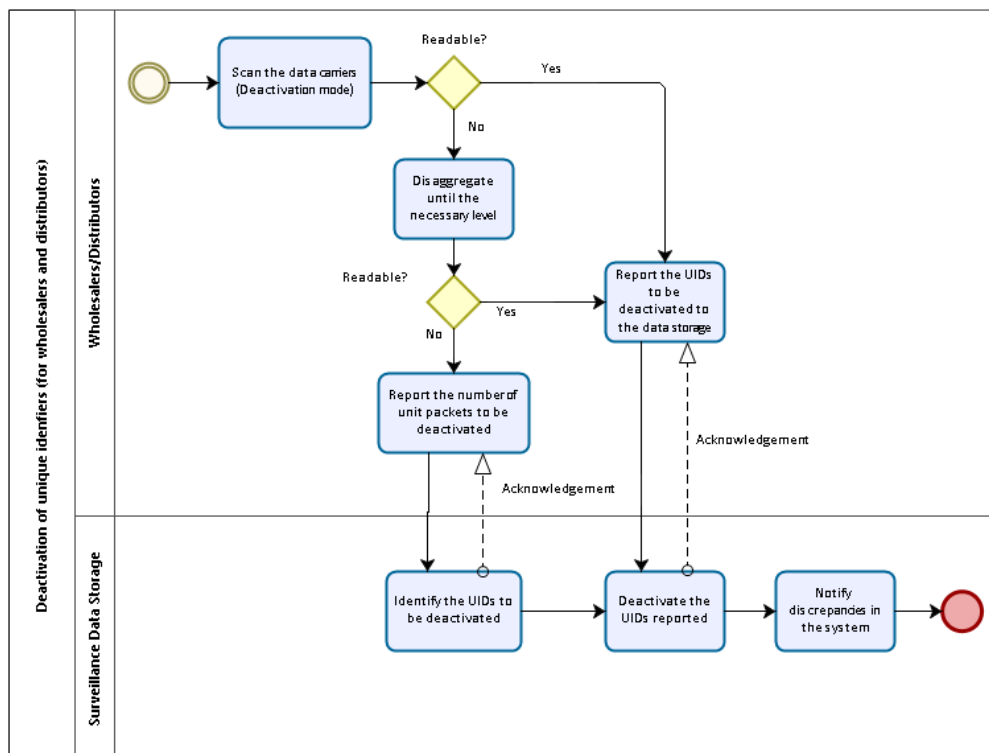 Deactivation of unique idenfiers (for wholesalers and distributors)
Wholesalers/Distributors
Readable?
Scan the data carriers
(Deactivation mode)
Yes
No
Disaggregate
until the
necessary level
Readable?
Yes
No
Report the UIDs
to be
deactivated to
the data storage
Report the number of
unit packets to be
deactivated
Acknowledgement
Acknowledgement
Surveillance Data Storage
Identify the UIDs to
be deactivated
Deactivate the
UIDs reported
Notify
discrepancies in
the system